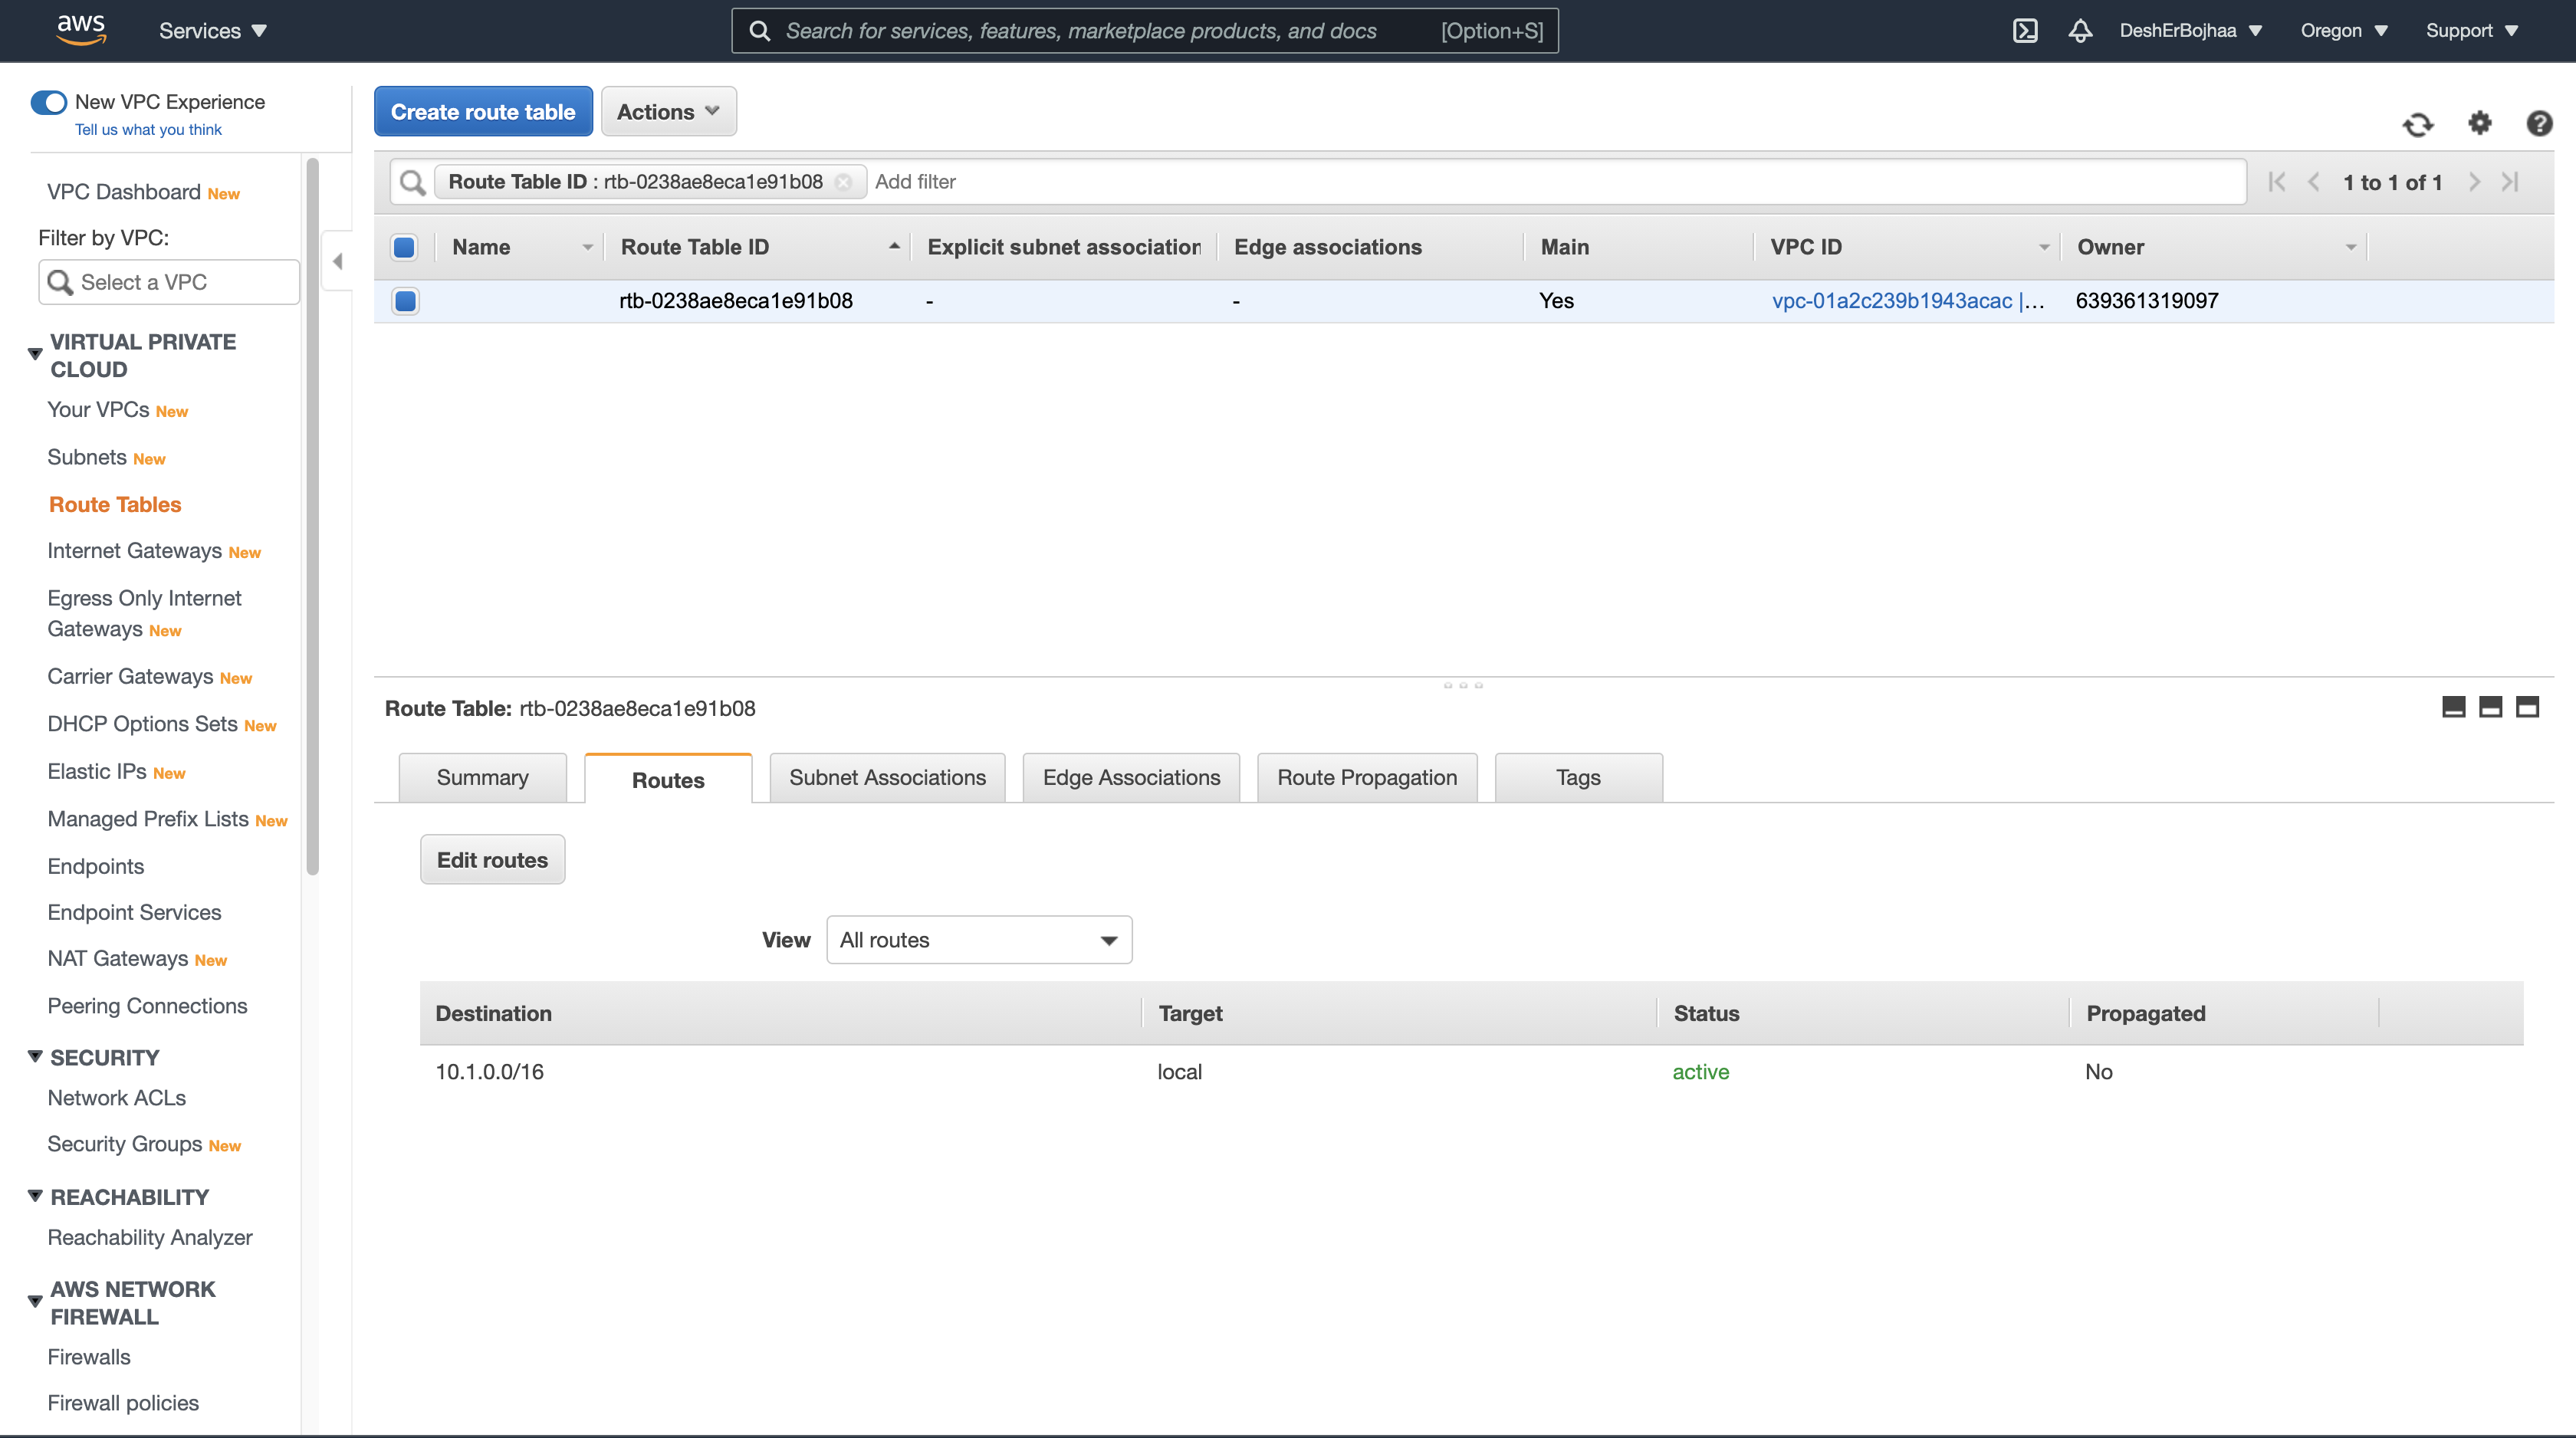 aws
Services
Search for services, features, marketplace products, and docs
[Option+S]
DeshErBojhaa
Oregon
Support
New VPC Experience
Tell us what you think
VPC Dashboard New
Filter by VPC:
Select a VPC
VIRTUAL PRIVATE
CLOUD
Your VPCs New
Subnets New
Route Tables
Internet Gateways New
Egress Only Internet
Gateways New
Carrier Gateways New
DHCP Options Sets New
Elastic IPs New
Managed Prefix Lists New
Endpoints
Endpoint Services
NAT Gateways New
Peering Connections
SECURITY
Network ACLs
Security Groups New
REACHABILITY
Reachability Analyzer
AWS NETWORK
FIREWALL
Firewalls
Firewall policies
Create route table
Actions
Route Table ID : rtb-0238ae8eca1e91b08
Add filter
1 to 1 of 1
Name Route Table ID Explicit subnet association Edge associations Main VPC ID Owner
rtb-0238ae8eca1e91b08 - - Yes vpc-01a2c239b1943acac |... 639361319097
Route Table: rtb-0238ae8eca1e91b08
Summary Routes Subnet Associations Edge Associations Route Propagation Tags
Edit routes
View All routes
Destination Target Status Propagated
10.1.0.0/16 local active No